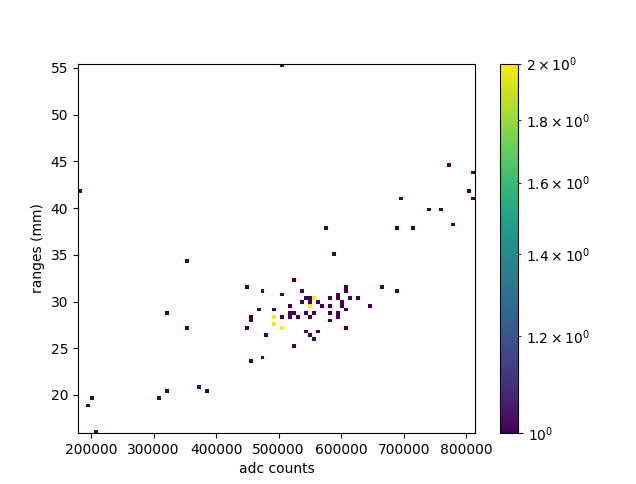 55
50
45
40
35
30
25
20
ranges (mm)
200000 300000 400000 500000 600000 700000 800000
adc counts
2 × 10⁰
1.8 × 10⁰
1.6 × 10⁰
1.4 × 10⁰
1.2 × 10⁰
10⁰